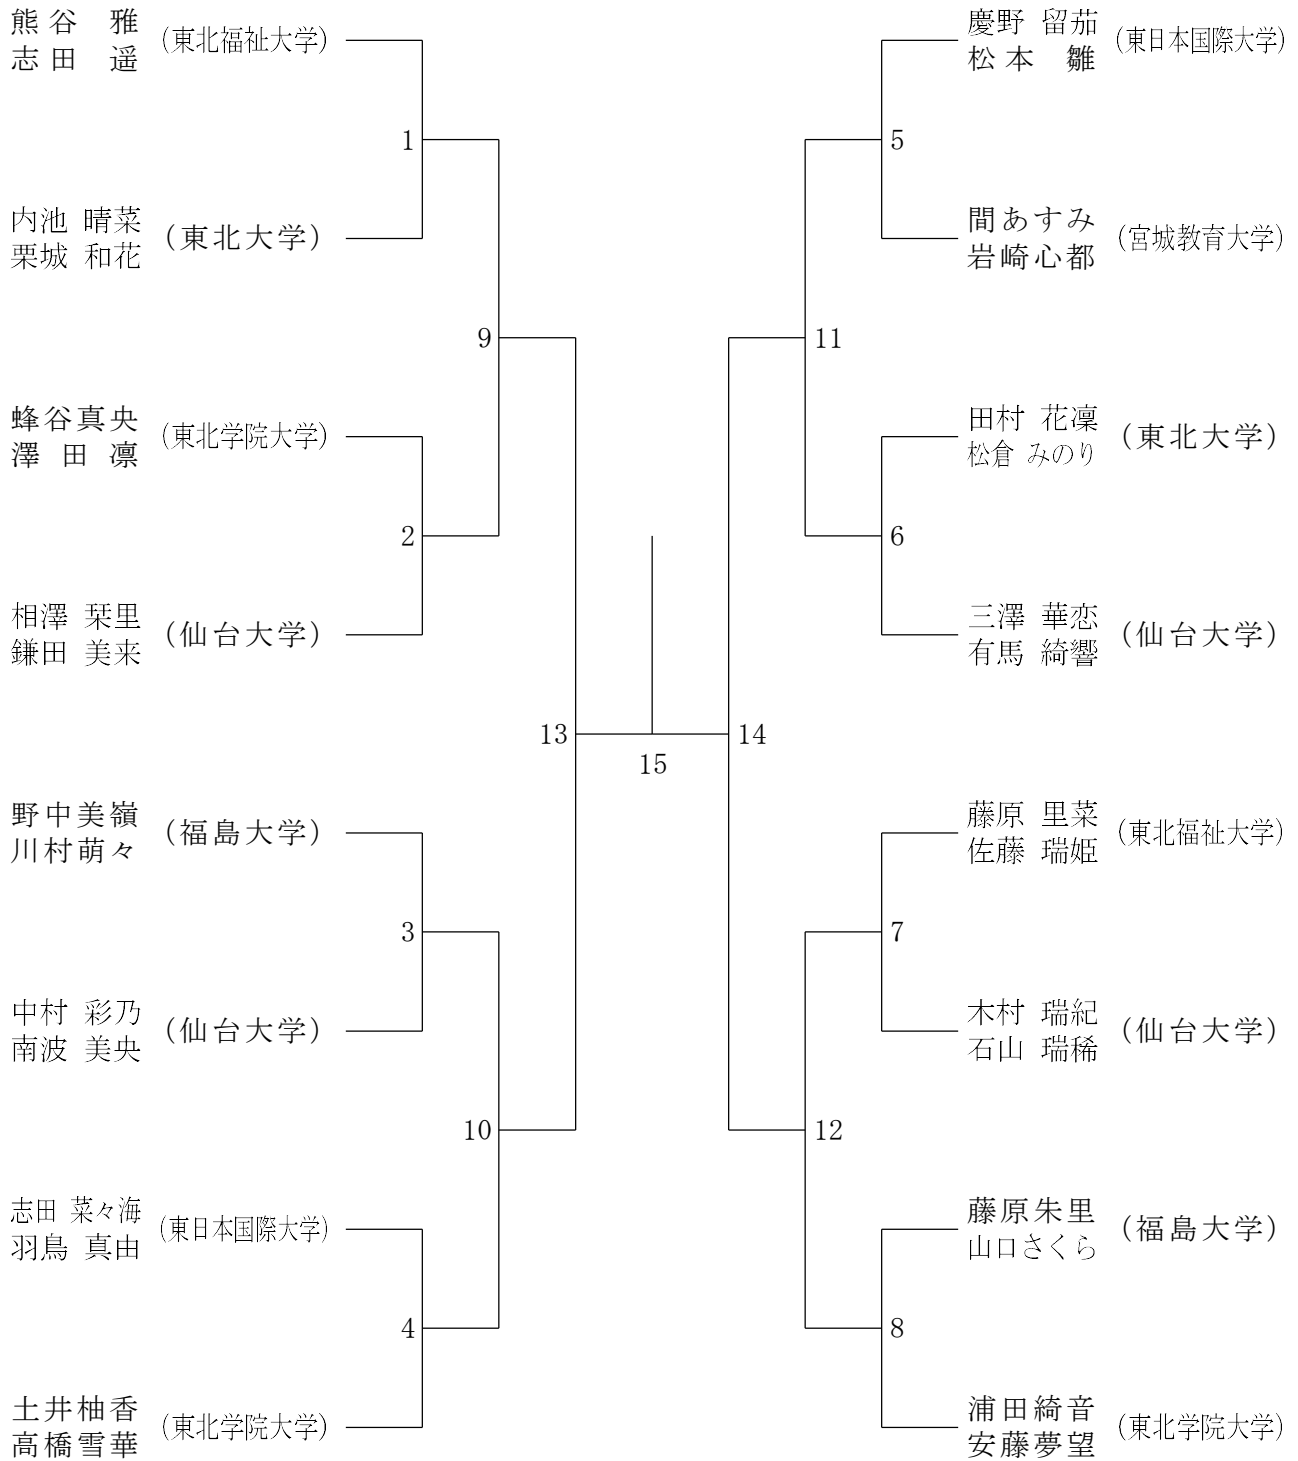 熊谷 雅
志田 遥
(東北福祉大学)
1
内池 晴菜
栗城 和花
(東北大学)
9
蜂谷真央
澤田凛
(東北学院大学)
2
相澤 栞里
鎌田 美来
(仙台大学)
13
野中美嶺
川村萌々
(福島大学)
3
中村 彩乃
南波 美央
(仙台大学)
10
志田 菜々海
羽鳥 真由
(東日本国際大学)
4
土井柚香
高橋雪華
(東北学院大学)
15
慶野 留茄
松本 雛
(東日本国際大学)
5
間あすみ
岩崎心都
(宮城教育大学)
11
田村 花凜
松倉 みのり
(東北大学)
6
三澤 華恋
有馬 綺響
(仙台大学)
14
藤原 里菜
佐藤 瑞姫
(東北福祉大学)
7
木村 瑞紀
石山 瑞稀
(仙台大学)
12
藤原朱里
山口さくら
(福島大学)
8
浦田綺音
安藤夢望
(東北学院大学)